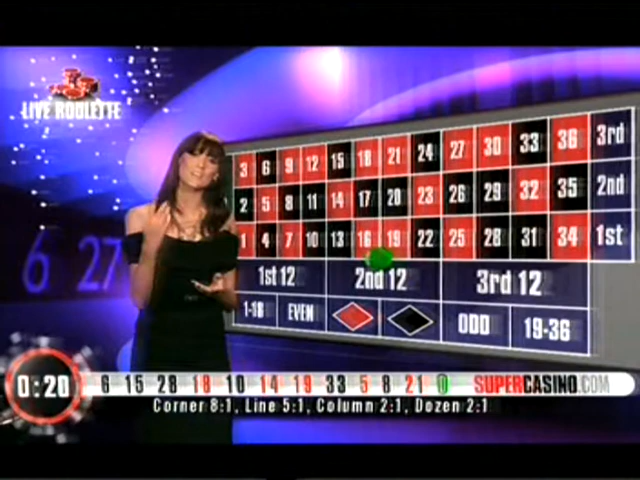 LIVE ROULETTE
3 6 9 12 15 18 21 24 27 30 33 36 3rd
2 5 8 11 14 17 20 23 26 29 32 35 2nd
1 4 7 10 13 16 19 22 25 28 31 34 1st
6 27
1st 12 2nd 12 3rd 12
1-18 EVEN ODD 19-36
0:20 6 15 28 18 10 14 19 33 5 8 21 0 SUPERCASINO.COM
Corner 8:1, Line 5:1, Column 2:1, Dozen 2:1